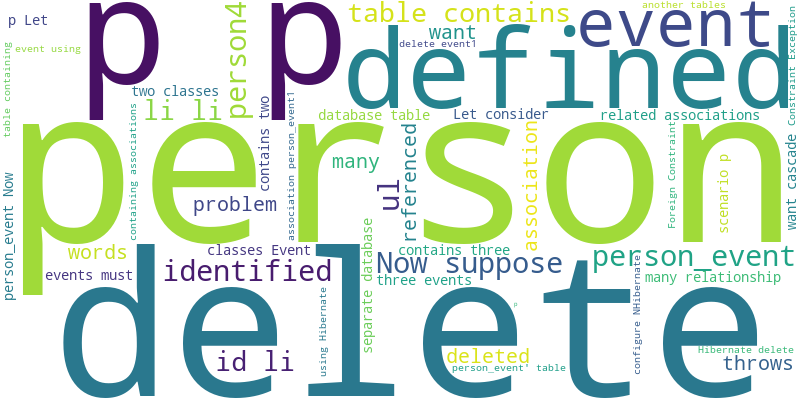 p Let
p p
person4
table contains
want
delete event1
event
another tables
Constraint Exception
table containing
event using
two classes
li li
defined
database table
Let consider
related associations
containing associations
contains two
association person_event1
person
many
ul
referenced
association
Foreign Constraint
scenario p
want cascade
problem
person_event Now
words
classes Event
contains three
events must
identified
Now suppose
person_event
three events
many relationship
delete
using Hibernate
separate database
p
configure NHibernate
id li
deleted
person_event' table
Hibernate delete
throws